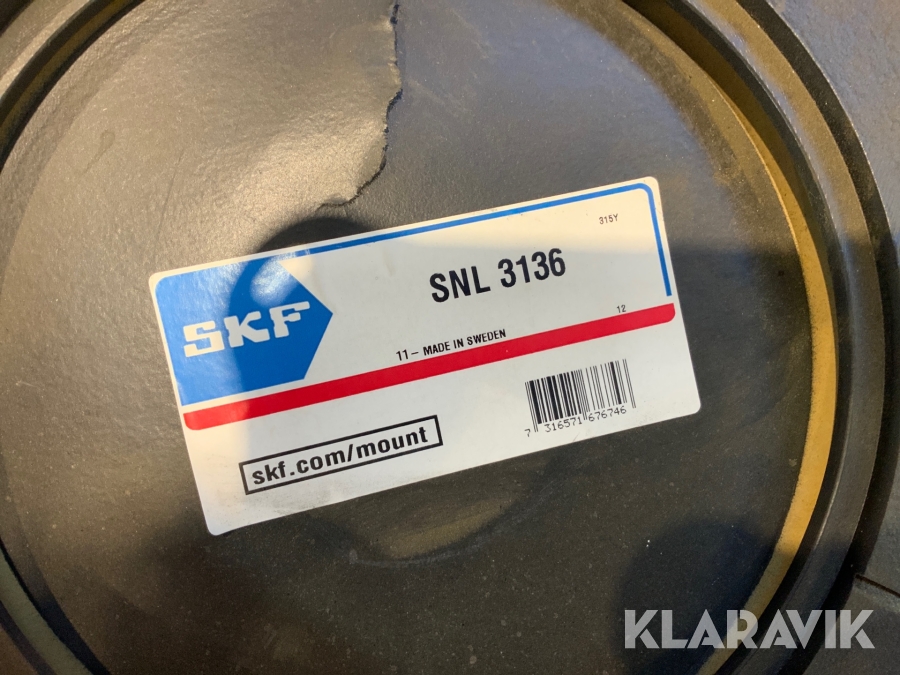 315Y
SNL 3136
SKF
12
11 – MADE IN SWEDEN
7 316571 676746
skf.com/mount
KLARAVIK